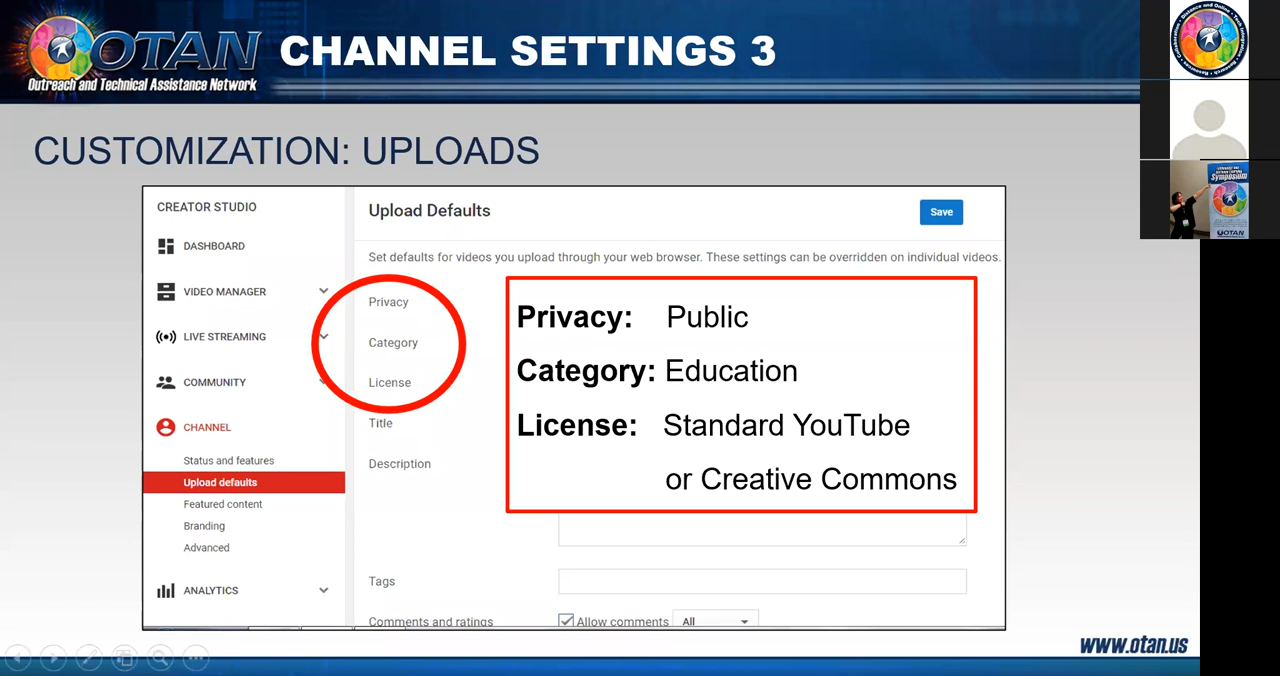 OTAN
Outreach and Technical Assistance Network
CHANNEL SETTINGS 3
CUSTOMIZATION: UPLOADS
CREATOR STUDIO
DASHBOARD
VIDEO MANAGER
LIVE STREAMING
COMMUNITY
CHANNEL
Status and features
Upload defaults
Featured content
Branding
Advanced
ANALYTICS
Upload Defaults
Save
Set defaults for videos you upload through your web browser. These settings can be overridden on individual videos.
Privacy
Category
License
Title
Description
Privacy: Public
Category: Education
License: Standard YouTube
or Creative Commons
Tags
Comments and ratings
Allow comments
All
www.otan.us
Symposium
OTAN